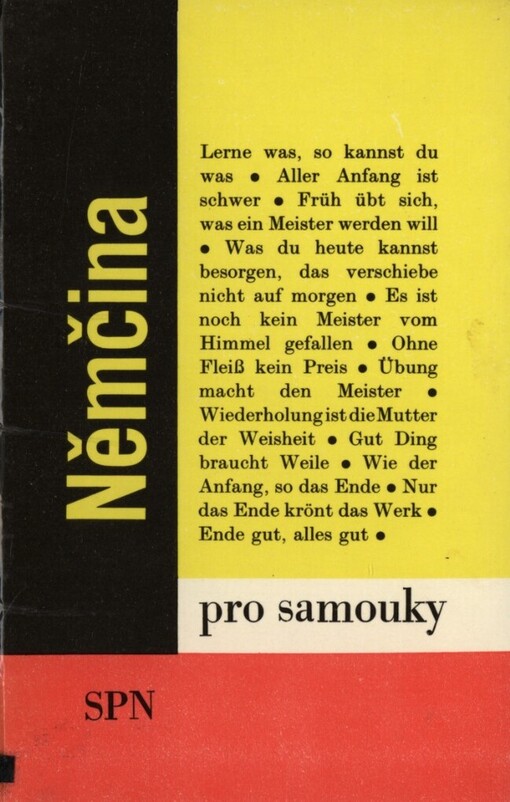 Němčina
Lerne was, so kannst du
was ● Aller Anfang ist
schwer ● Früh übt sich,
was ein Meister werden will
● Was du heute kannst
besorgen, das verschiebe
nicht auf morgen ● Es ist
noch kein Meister vom
Himmel gefallen ● Ohne
Fleiß kein Preis ● Übung
macht den Meister ●
Wiederholung ist die Mutter
der Weisheit ● Gut Ding
braucht Weile ● Wie der
Anfang, so das Ende ● Nur
das Ende krönt das Werk ●
Ende gut, alles gut ●
pro samouky
SPN